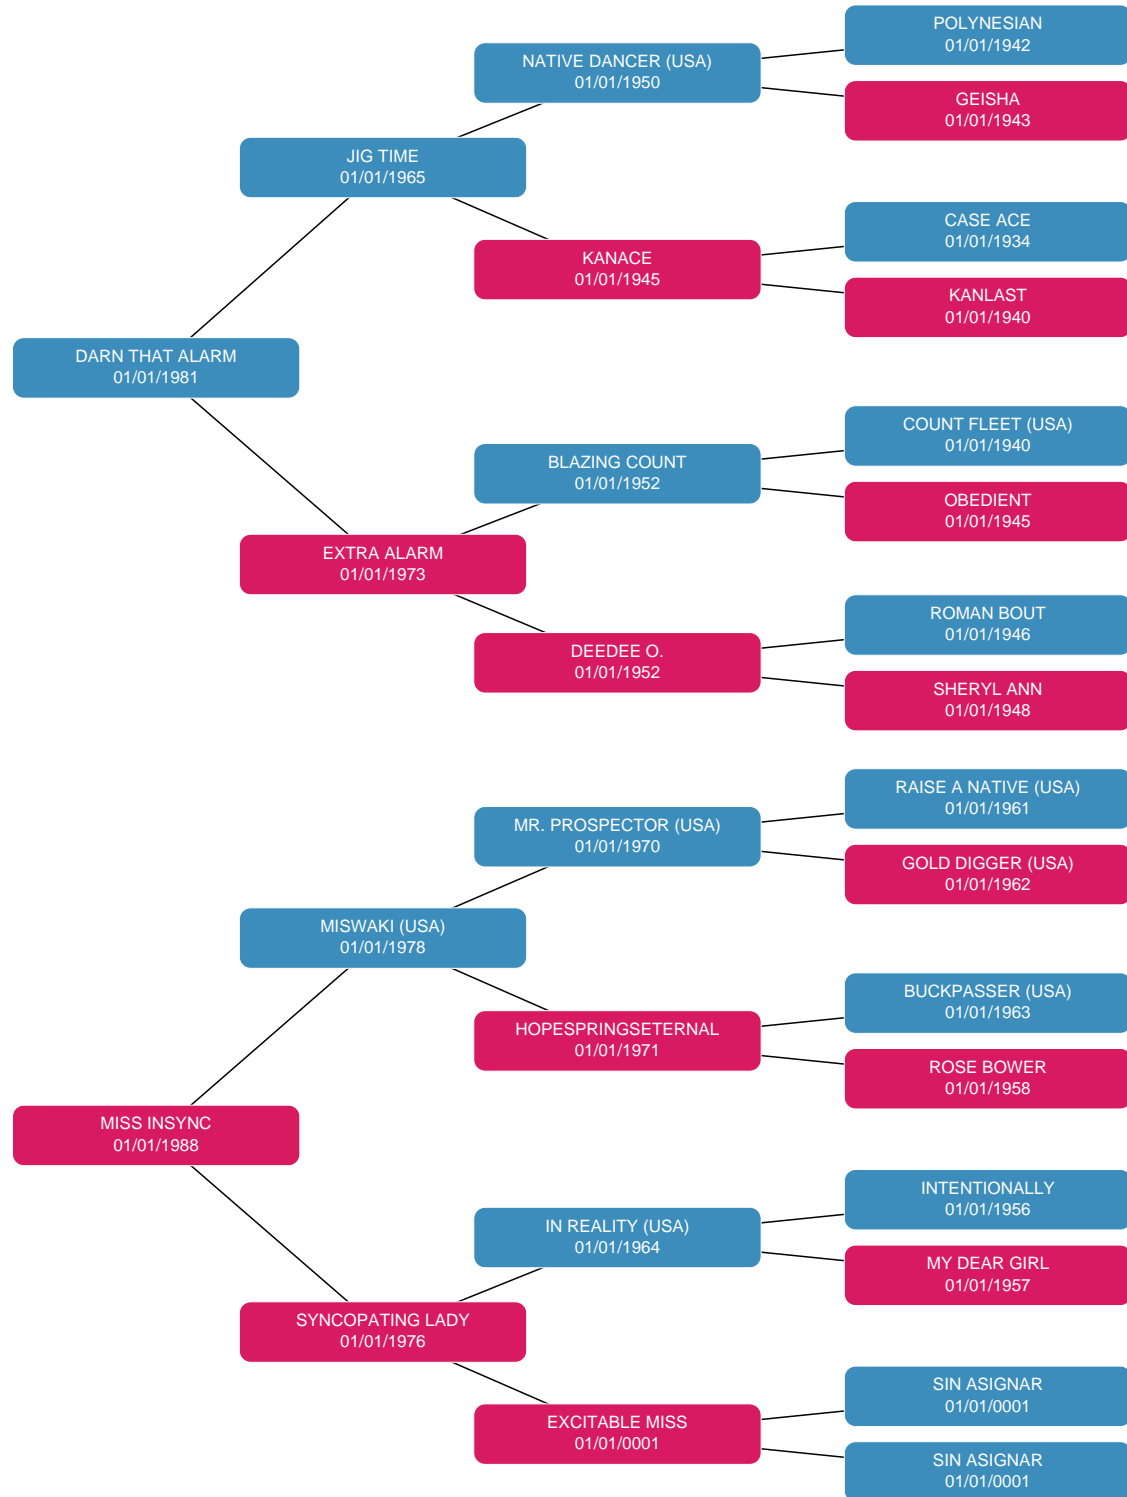 POLYNESIAN
01/01/1942
NATIVE DANCER (USA)
01/01/1950
GEISHA
01/01/1943
JIG TIME
01/01/1965
CASE ACE
01/01/1934
KANACE
01/01/1945
KANLAST
01/01/1940
DARN THAT ALARM
01/01/1981
COUNT FLEET (USA)
01/01/1940
BLAZING COUNT
01/01/1952
OBEDIENT
01/01/1945
EXTRA ALARM
01/01/1973
ROMAN BOUT
01/01/1946
DEEDEE O.
01/01/1952
SHERYL ANN
01/01/1948
RAISE A NATIVE (USA)
01/01/1961
MR. PROSPECTOR (USA)
01/01/1970
GOLD DIGGER (USA)
01/01/1962
MISWAKI (USA)
01/01/1978
BUCKPASSER (USA)
01/01/1963
HOPESPRINGSETERNAL
01/01/1971
ROSE BOWER
01/01/1958
MISS INSYNC
01/01/1988
INTENTIONALLY
01/01/1956
IN REALITY (USA)
01/01/1964
MY DEAR GIRL
01/01/1957
SYNCOPATING LADY
01/01/1976
SIN ASIGNAR
01/01/0001
EXCITABLE MISS
01/01/0001
SIN ASIGNAR
01/01/0001